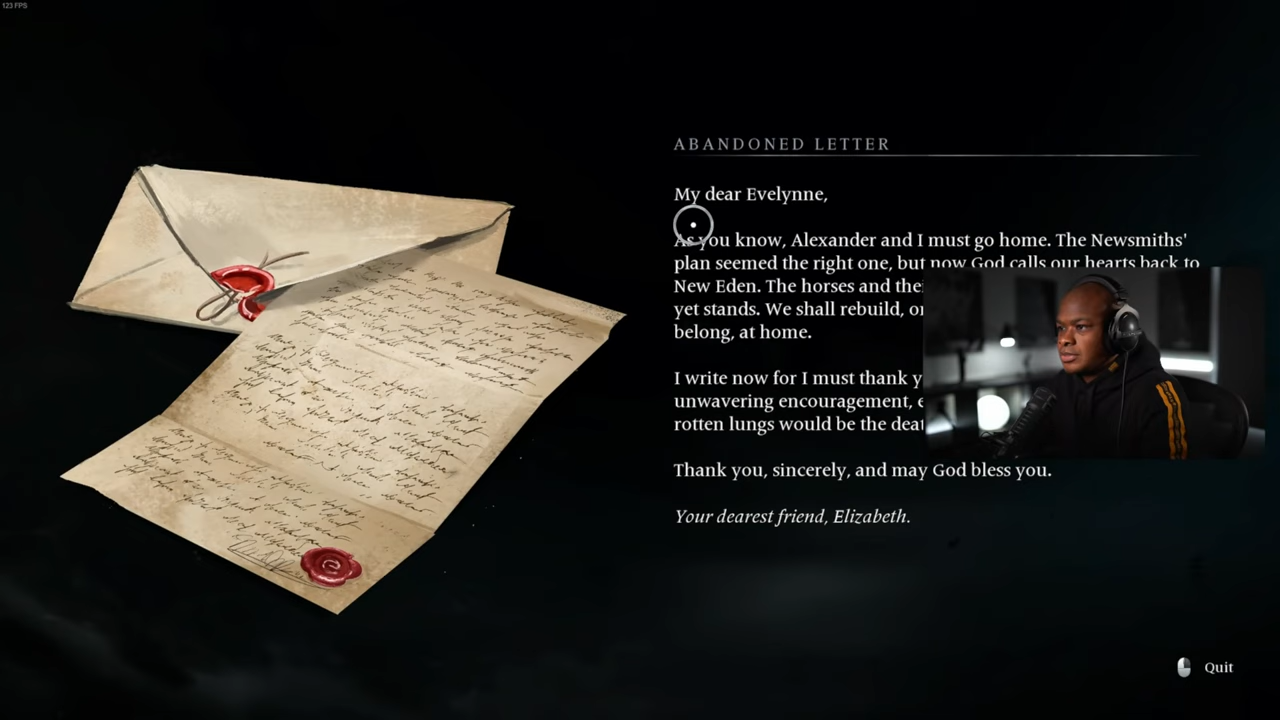 123 FPS
ABANDONED LETTER
My dear Evelynne,
As you know, Alexander and I must go home. The Newsmiths'
plan seemed the right one, but now God calls our hearts back to
New Eden. The horses and
yet stands. We shall rebuild,
belong, at home.
I write now for I must thank
unwavering encouragement,
rotten lungs would be the
Thank you, sincerely, and may God bless you.
Your dearest friend, Elizabeth.
Quit